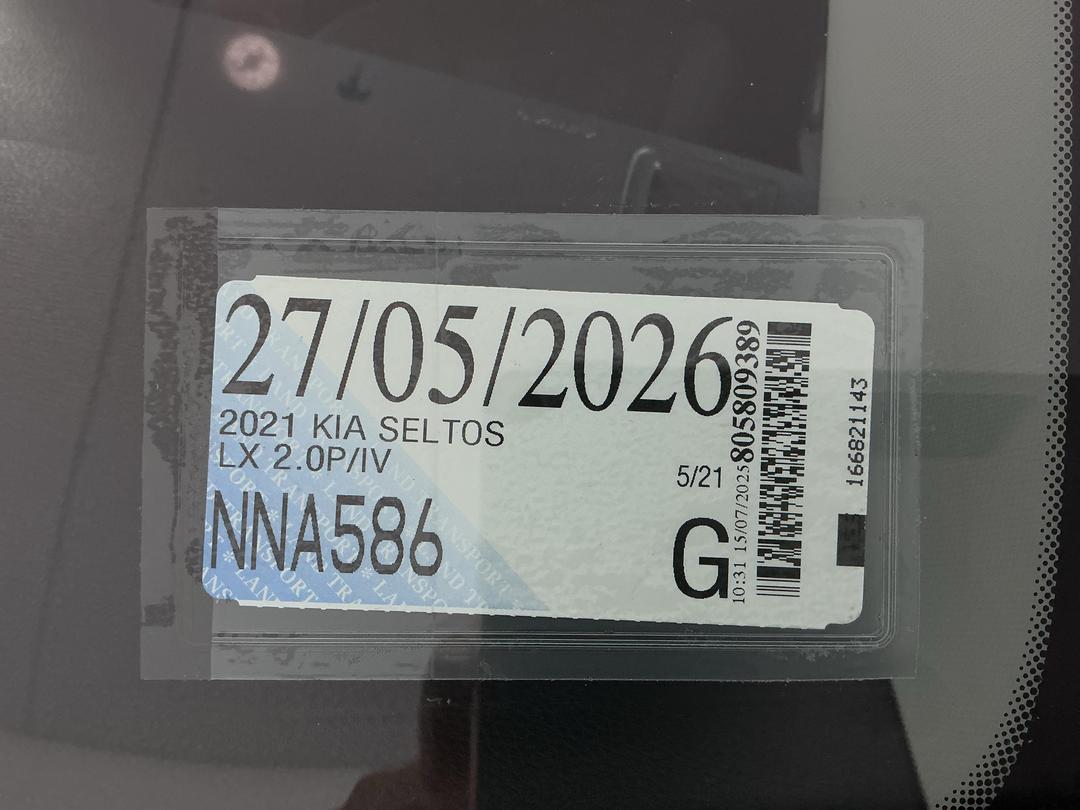 27/05/2026
2021 KIA SELTOS
LX 2.0P/IV
5/21
NNA586
G
10:31 15/07/2025 805809389
166821143